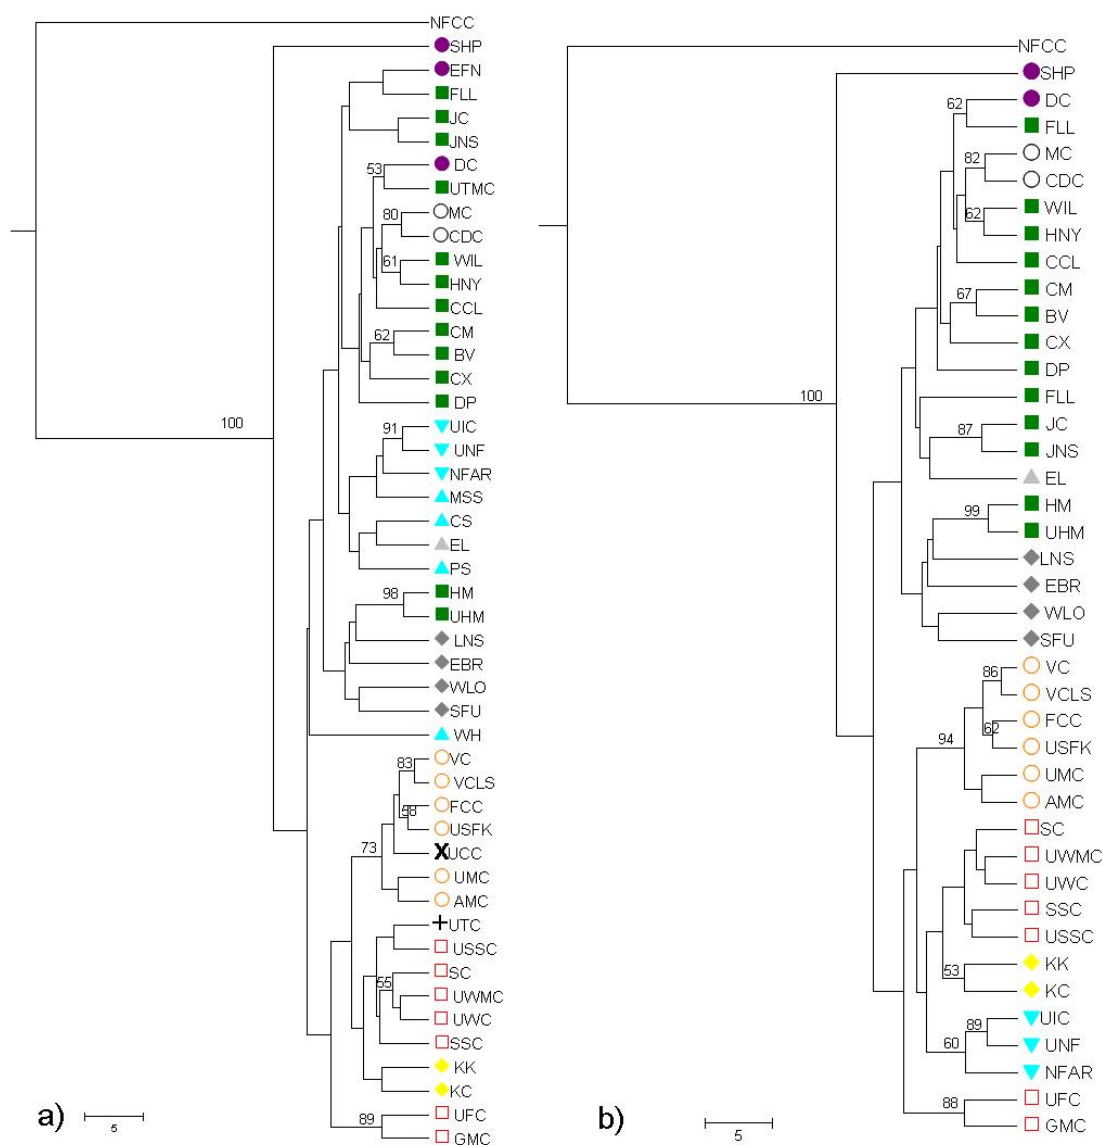 NFCC
SHP
EFN
FLL
JC
JNS
53
DC
UTMC
80
MC
CDC
61
WIL
HNY
CCL
62
CM
BV
CX
DP
100
91
UIC
UNF
NFAR
MSS
CS
EL
PS
98
HM
UHM
LNS
EBR
WLO
SFU
WH
83
VC
VCLS
58
FCC
USFK
73
X
UCC
UMC
AMC
UTC
USSC
55
SC
UWMC
UWC
SSC
KK
KC
89
UFC
GMC
a)
5
NFCC
SHP
62
DC
FLL
82
MC
CDC
62
WIL
HNY
CCL
67
CM
BV
CX
DP
100
FLL
87
JC
JNS
EL
99
HM
UHM
LNS
EBR
WLO
SFU
86
VC
VCLS
62
FCC
USFK
94
UMC
AMC
SC
UWMC
UWC
SSC
USSC
53
KK
KC
89
UIC
UNF
60
NFAR
88
UFC
GMC
b)
5